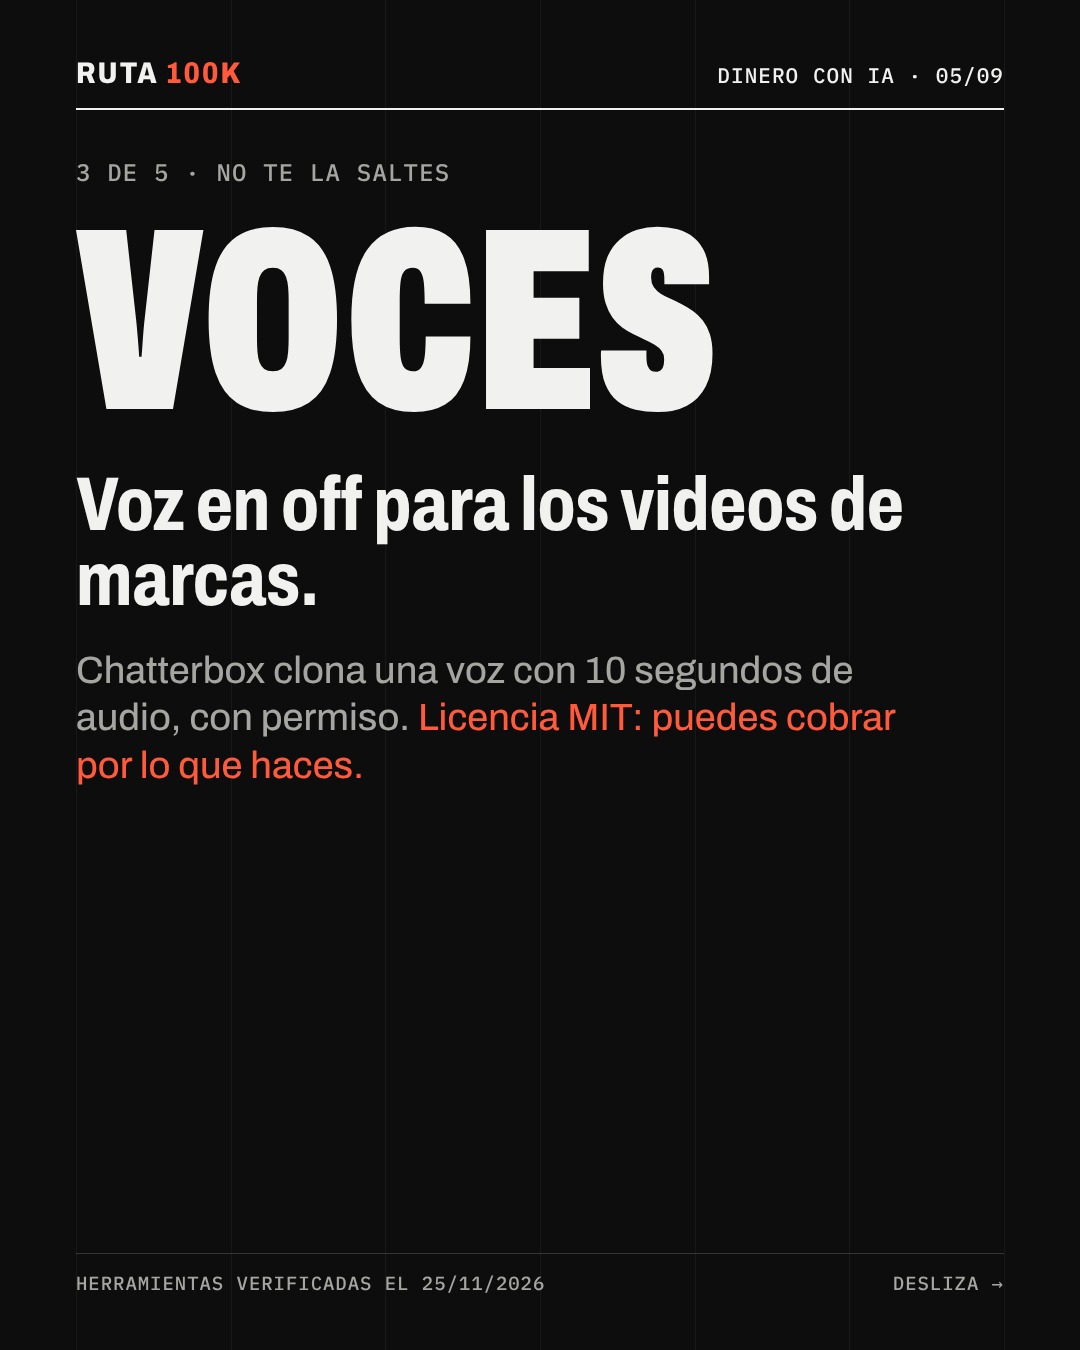 RUTA 100K
DINERO CON IA · 05/09
3 DE 5 · NO TE LA SALTES
VOCES
Voz en off para los videos de
marcas.
Chatterbox clona una voz con 10 segundos de
audio, con permiso. Licencia MIT: puedes cobrar
por lo que haces.
HERRAMIENTAS VERIFICADAS EL 25/11/2026
DESLIZA →